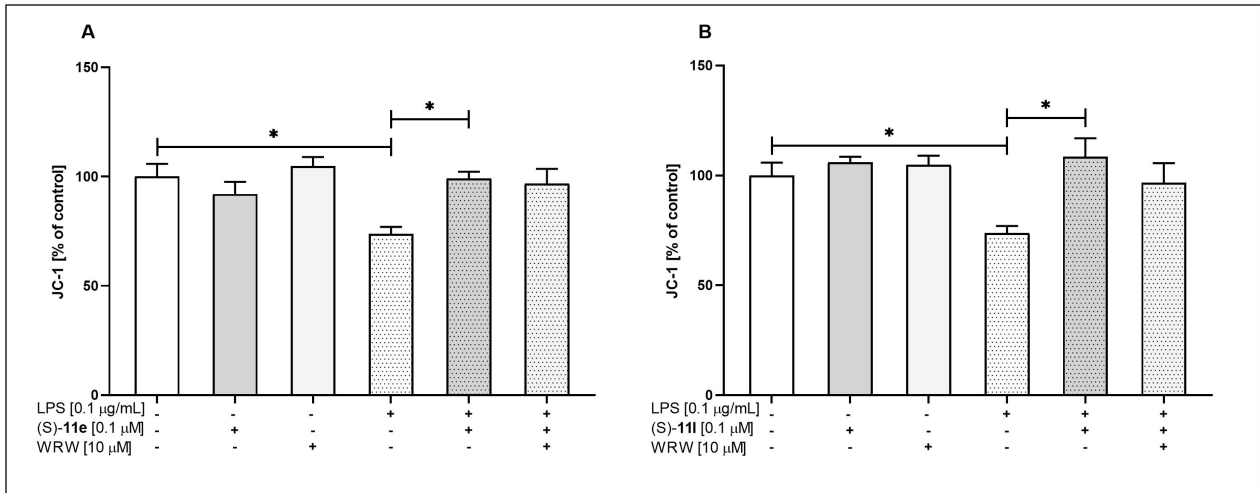 A
150
100
50
0
JC-1 [% of control]
*
*
LPS [0.1 μg/mL] - - - + + +
(S)-11e [0.1 μM] - + - - + +
WRW [10 μM] - - + - - +
B
150
100
50
0
JC-1 [% of control]
*
*
LPS [0.1 μg/mL] - - - + + +
(S)-11l [0.1 μM] - + - - + +
WRW [10 μM] - - + - - +